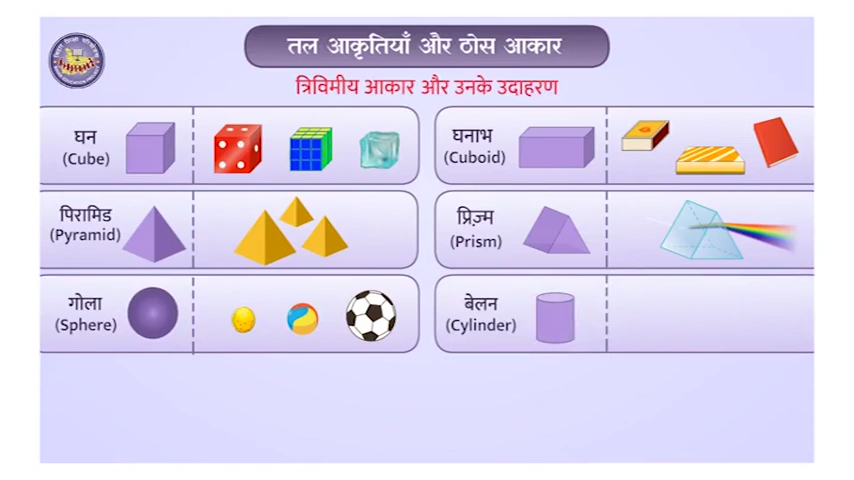 तल आकृतियाँ और ठोस आकार
त्रिविमीय आकार और उनके उदाहरण
घन
(Cube)
घनाभ
(Cuboid)
पिरामिड
(Pyramid)
प्रिज़्म
(Prism)
गोला
(Sphere)
बेलन
(Cylinder)